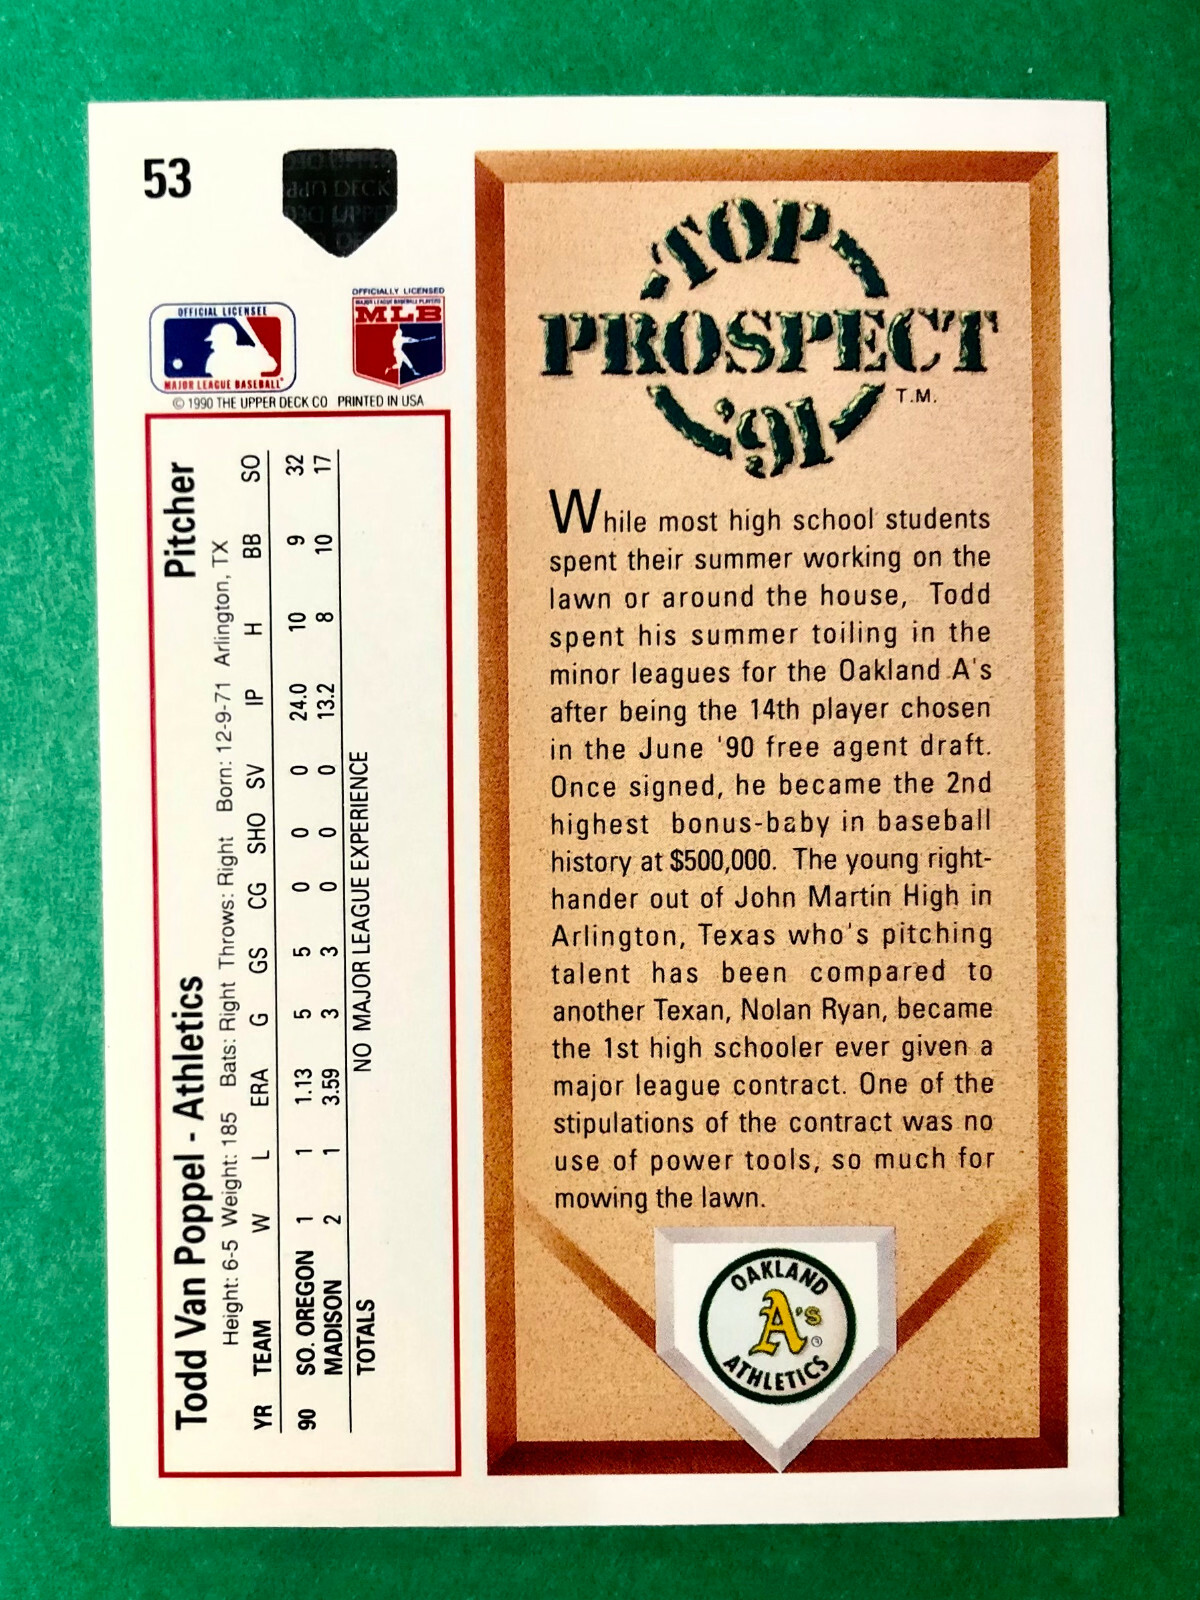 53
UPPER DECK
OFFICIAL LICENSEE
MAJOR LEAGUE BASEBALL
OFFICIALLY LICENSED
MAJOR LEAGUE BASEBALL PLAYERS
MLB
© 1990 THE UPPER DECK CO PRINTED IN USA
Todd Van Poppel - Athletics Pitcher
Height: 6-5 Weight: 185 Bats: Right Throws: Right Born: 12-9-71 Arlington, TX
YR TEAM W L ERA G GS CG SHO SV IP H BB SO
90 SO. OREGON 1 1 1.13 5 5 0 0 0 24.0 10 9 32
MADISON 2 1 3.59 3 3 0 0 0 13.2 8 10 17
TOTALS NO MAJOR LEAGUE EXPERIENCE
TOP
PROSPECT
'91
T.M.
While most high school students
spent their summer working on the
lawn or around the house, Todd
spent his summer toiling in the
minor leagues for the Oakland A's
after being the 14th player chosen
in the June '90 free agent draft.
Once signed, he became the 2nd
highest bonus-baby in baseball
history at $500,000. The young right-
hander out of John Martin High in
Arlington, Texas who's pitching
talent has been compared to
another Texan, Nolan Ryan, became
the 1st high schooler ever given a
major league contract. One of the
stipulations of the contract was no
use of power tools, so much for
mowing the lawn.
OAKLAND
A's
®
ATHLETICS